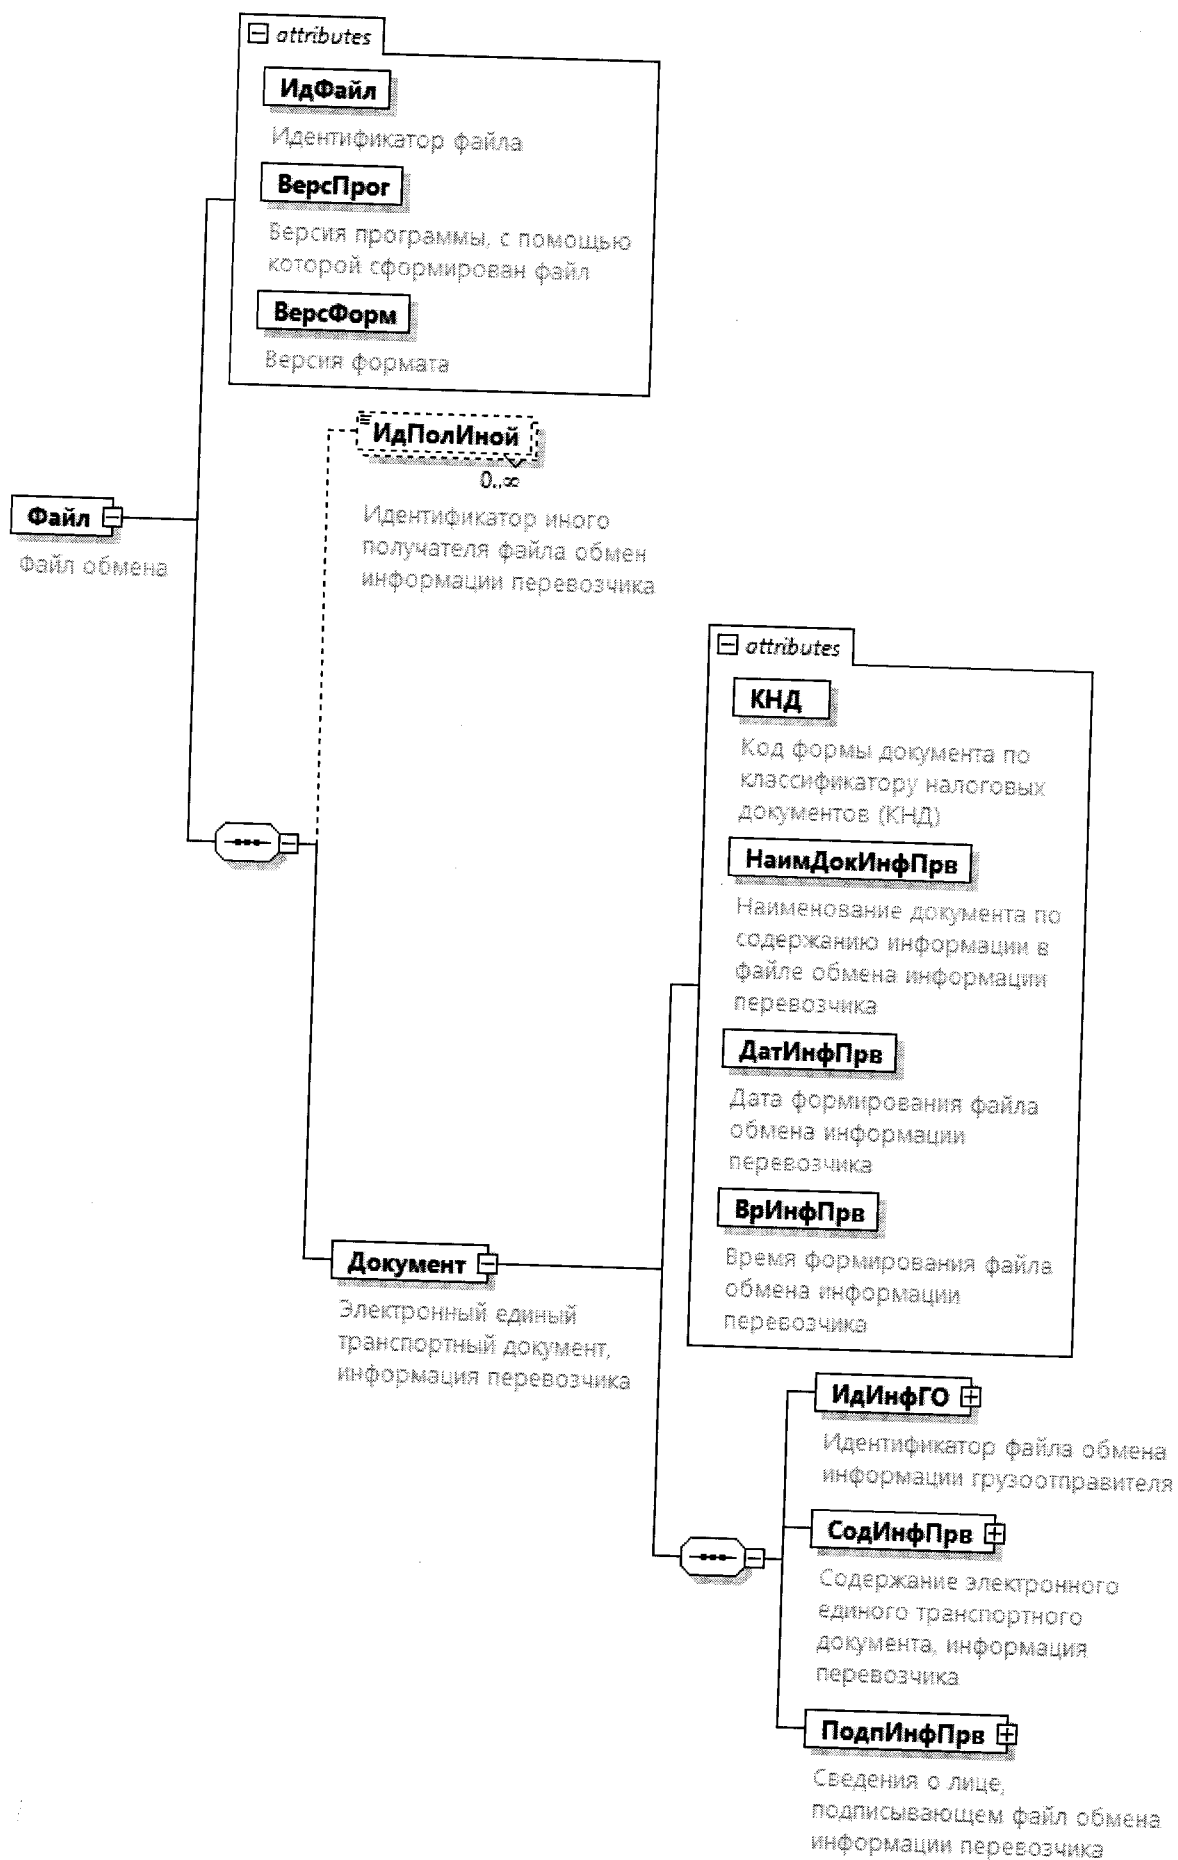 attributes
ИдФайл
Идентификатор файла
ВерсПрог
Версия программы, с помощью
которой сформирован файл
ВерсФорм
Версия формата
ИдПолИной
0..∞
Идентификатор иного
получателя файла обмен
информации перевозчика
Файл
Файл обмена
attributes
КНД
Код формы документа по
классификатору налоговых
документов (КНД)
НаимДокИнфПрв
Наименование документа по
содержанию информации в
файле обмена информации
перевозчика
ДатИнфПрв
Дата формирования файла
обмена информации
перевозчика
ВрИнфПрв
Время формирования файла
обмена информации
перевозчика
Документ
Электронный единый
транспортный документ,
информация перевозчика
ИдИнфГО
Идентификатор файла обмена
информации грузоотправителя
СодИнфПрв
Содержание электронного
единого транспортного
документа, информация
перевозчика
ПодпИнфПрв
Сведения о лице,
подписывающем файл обмена
информации перевозчика